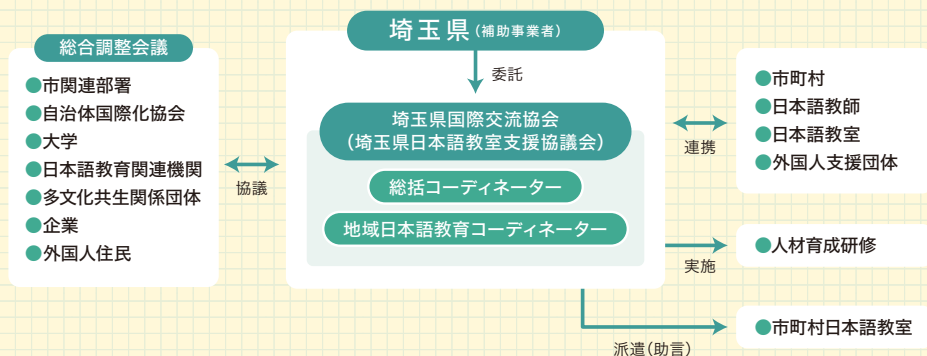 総合調整会議
●市関連部署
●自治体国際化協会
●大学
●日本語教育関連機関
●多文化共生関係団体
●企業
●外国人住民
協議
埼玉県（補助事業者）
委託
埼玉県国際交流協会
（埼玉県日本語教室支援協議会）
総括コーディネーター
地域日本語教育コーディネーター
連携
●市町村
●日本語教師
●日本語教室
●外国人支援団体
実施
●人材育成研修
派遣（助言）
●市町村日本語教室